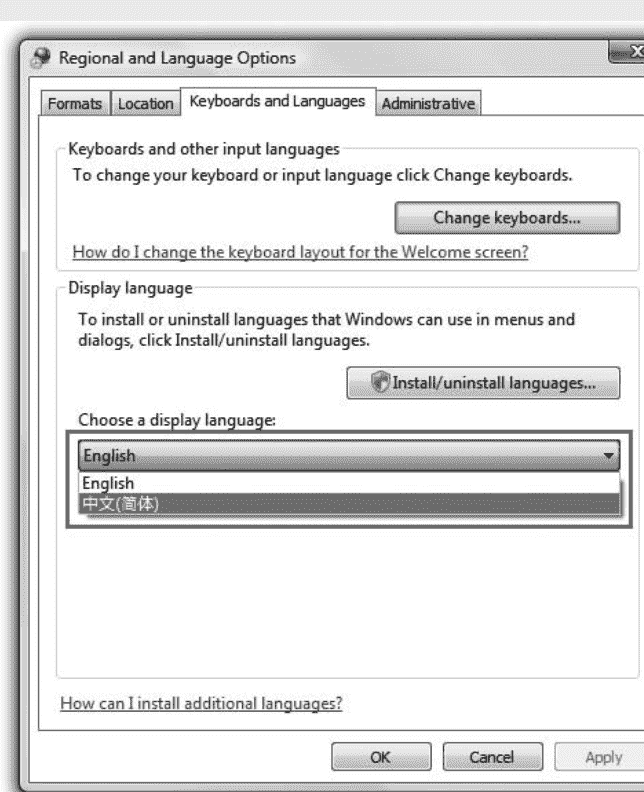 Regional and Language Options
X
Formats Location Keyboards and Languages Administrative
Keyboards and other input languages
To change your keyboard or input language click Change keyboards.
Change keyboards...
How do I change the keyboard layout for the Welcome screen?
Display language
To install or uninstall languages that Windows can use in menus and
dialogs, click Install/uninstall languages.
Install/uninstall languages...
Choose a display language:
English
English
中文(简体)
How can I install additional languages?
OK Cancel Apply